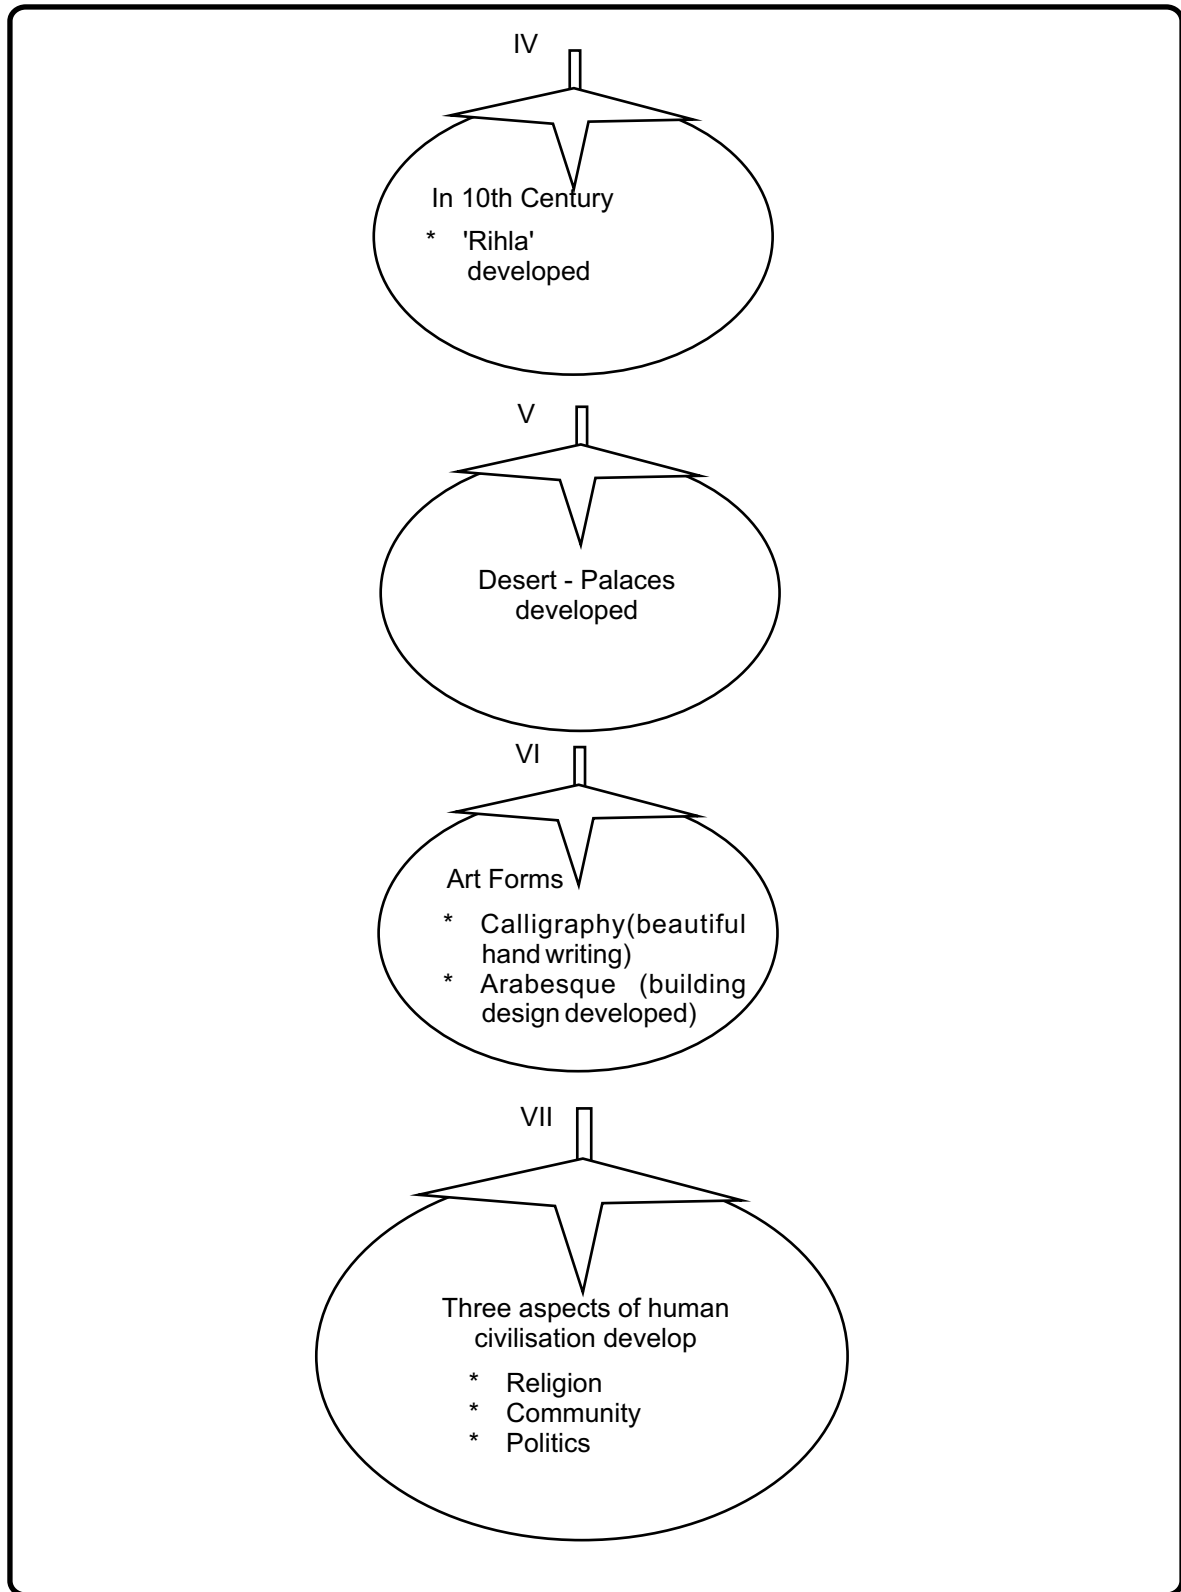 IV
In 10th Century
* 'Rihla'
developed
V
Desert - Palaces
developed
VI
Art Forms
* Calligraphy(beautiful
hand writing)
* Arabesque (building
design developed)
VII
Three aspects of human
civilisation develop
* Religion
* Community
* Politics